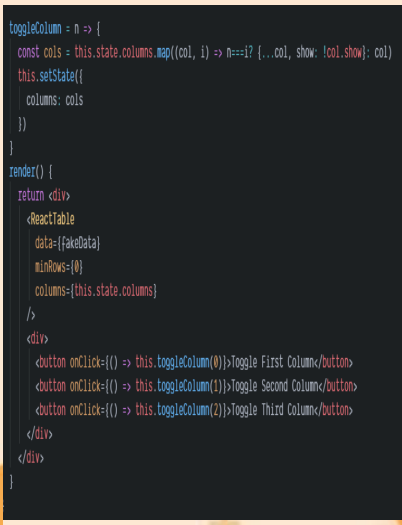 toggleColumn = n => {
const cols = this.state.columns.map((col, i) => n===i? {...col, show: !col.show}: col)
this.setState({
columns: cols
})
}
render() {
return <div>
<ReactTable
data={fakeData}
minRows={0}
columns={this.state.columns}
/>
<div>
<button onClick={() => this.toggleColumn(0)}>Toggle First Column</button>
<button onClick={() => this.toggleColumn(1)}>Toggle Second Column</button>
<button onClick={() => this.toggleColumn(2)}>Toggle Third Column</button>
</div>
</div>
}